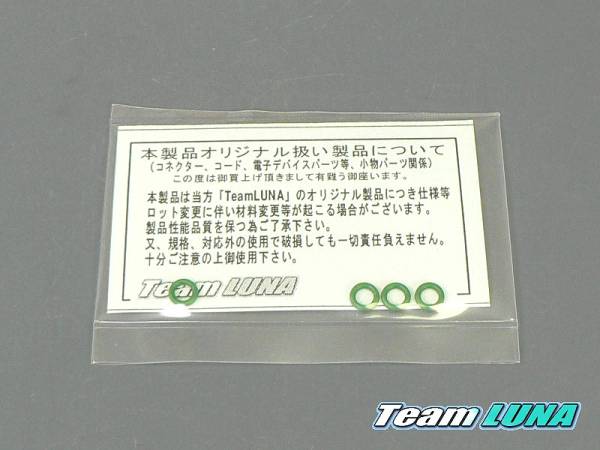 本製品オリジナル扱い製品について
(コネクター、コード、電子デバイスパーツ等、小物パーツ関係)
この度は御買上げ頂きまして有難う御座います。
本製品は当方「TeamLUNA」のオリジナル製品につき仕様等
ロット変更に伴い材料変更等が起こる場合がございます。
製品性能品質を保つ為ご了承下さい。
又、規格、対応外の使用で破損しても一切責任負えません。
十分ご注意の上御使用下さい。
Team LUNA
Team LUNA